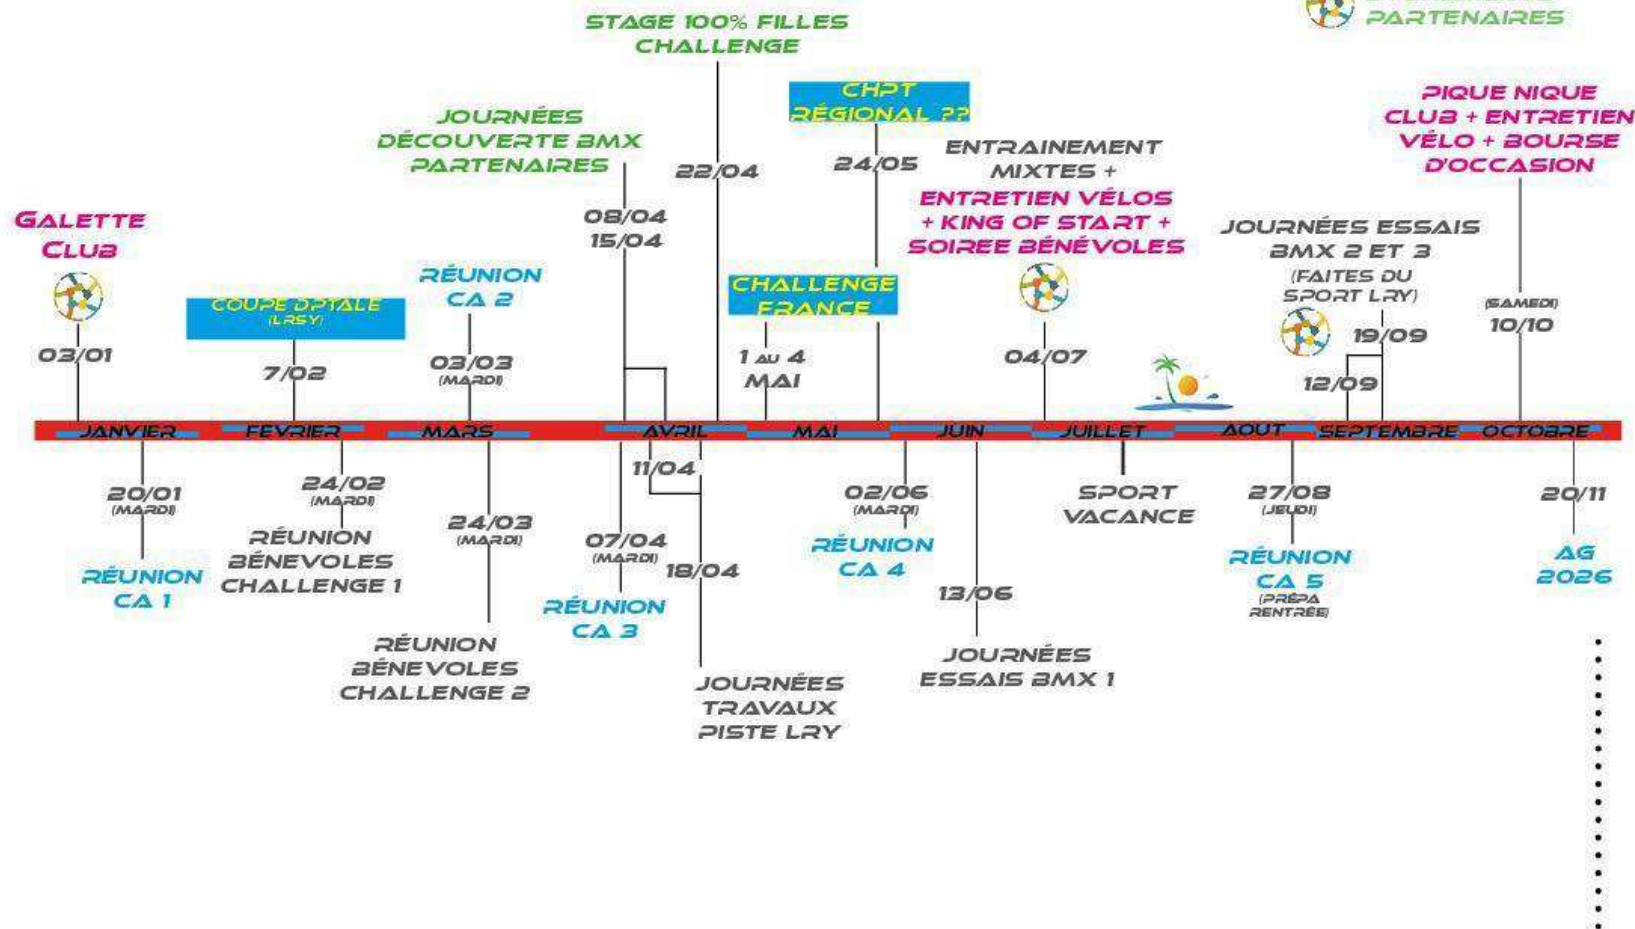 PARTENAIRES
STAGE 100% FILLES
CHALLENGE
CHPT
RÉGIONAL ??
PIQUE NIQUE
CLUB + ENTRETIEN
VÉLO + BOURSE
D'OCCASION
JOURNÉES
DÉCOUVERTE BMX
PARTENAIRES
22/04
24/05
ENTRAINEMENT
MIXTES +
ENTRETIEN VÉLOS
+ KING OF START +
SOIREE BÉNÉVOLES
08/04
15/04
GALETTE
CLUB
JOURNÉES ESSAIS
BMX 2 ET 3
(FAITES DU
SPORT LRY)
RÉUNION
CA 2
COUPE DPTALE
(LRSY)
CHALLENGE
FRANCE
(SAMEDI)
10/10
03/01
7/02
03/03
(MARDI)
1 AU 4
MAI
04/07
19/09
12/09
JANVIER
FÉVRIER
MARS
AVRIL
MAI
JUIN
JUILLET
AOUT
SEPTEMBRE
OCTOBRE
20/01
(MARDI)
RÉUNION
CA 1
24/02
(MARDI)
RÉUNION
BÉNEVOLES
CHALLENGE 1
24/03
(MARDI)
RÉUNION
BÉNEVOLES
CHALLENGE 2
11/04
07/04
(MARDI)
RÉUNION
CA 3
18/04
JOURNÉES
TRAVAUX
PISTE LRY
02/06
(MARDI)
RÉUNION
CA 4
13/06
JOURNÉES
ESSAIS BMX 1
SPORT
VACANCE
27/08
(JEUDI)
RÉUNION
CA 5
(PRÉPA
RENTRÉE)
20/11
AG
2026